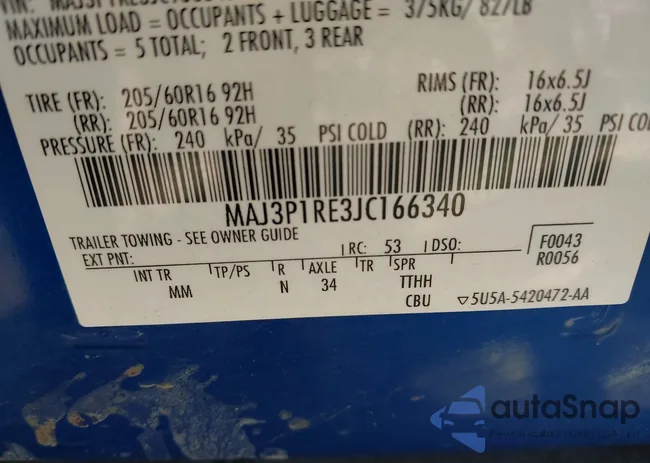 MAXIMUM LOAD = OCCUPANTS + LUGGAGE = 375KG/ 827LB
OCCUPANTS = 5 TOTAL; 2 FRONT, 3 REAR
TIRE (FR): 205/60R16 92H RIMS (FR): 16x6.5J
(RR): 205/60R16 92H (RR): 16x6.5J
PRESSURE (FR): 240 kPa/ 35 PSI COLD (RR): 240 kPa/ 35 PSI COL
MAJ3P1RE3JC166340
TRAILER TOWING - SEE OWNER GUIDE
EXT PNT: RC: 53 DSO: F0043
INT TR TP/PS R AXLE TR SPR R0056
MM N 34 TTHH
CBU 5U5A-5420472-AA
autoSnap